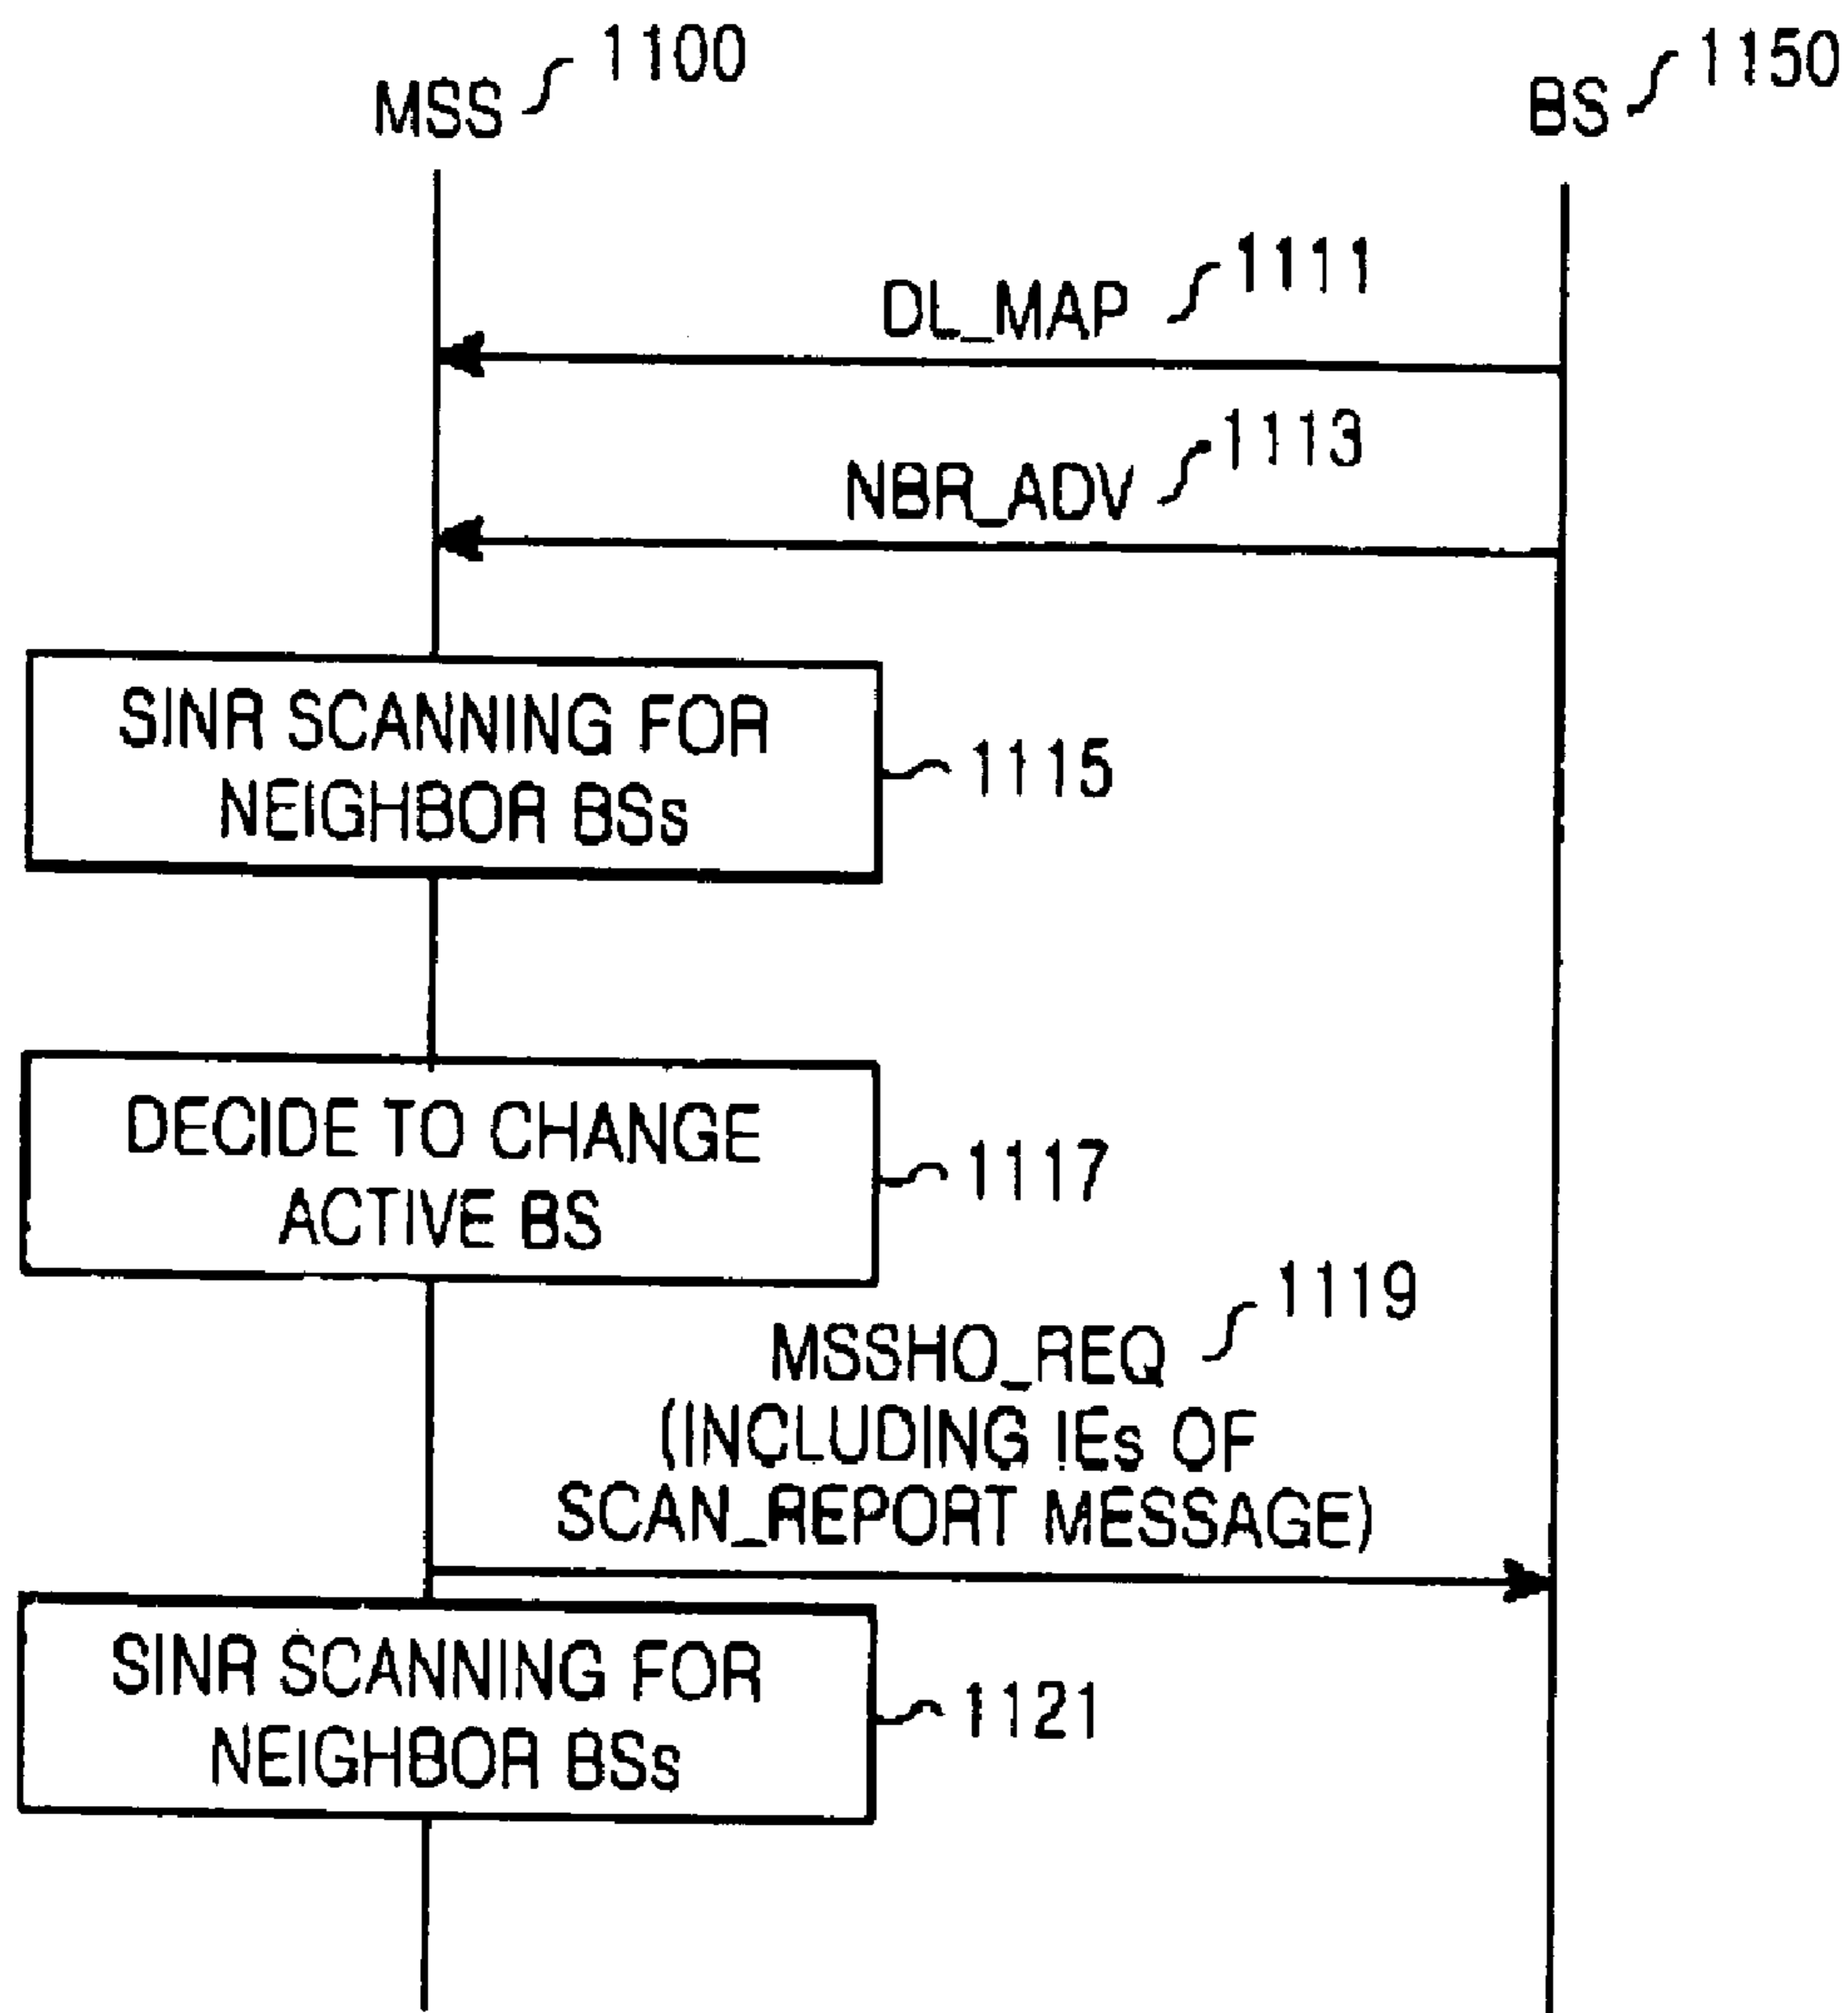 MSS 1100
BS 1150
DL_MAP 1111
NBR_ADV 1113
SINR SCANNING FOR
NEIGHBOR BSs
1115
DECIDE TO CHANGE
ACTIVE BS
1117
MSSHO_REQ 1119
(INCLUDING IEs OF
SCAN_REPORT MESSAGE)
SINR SCANNING FOR
NEIGHBOR BSs
1121